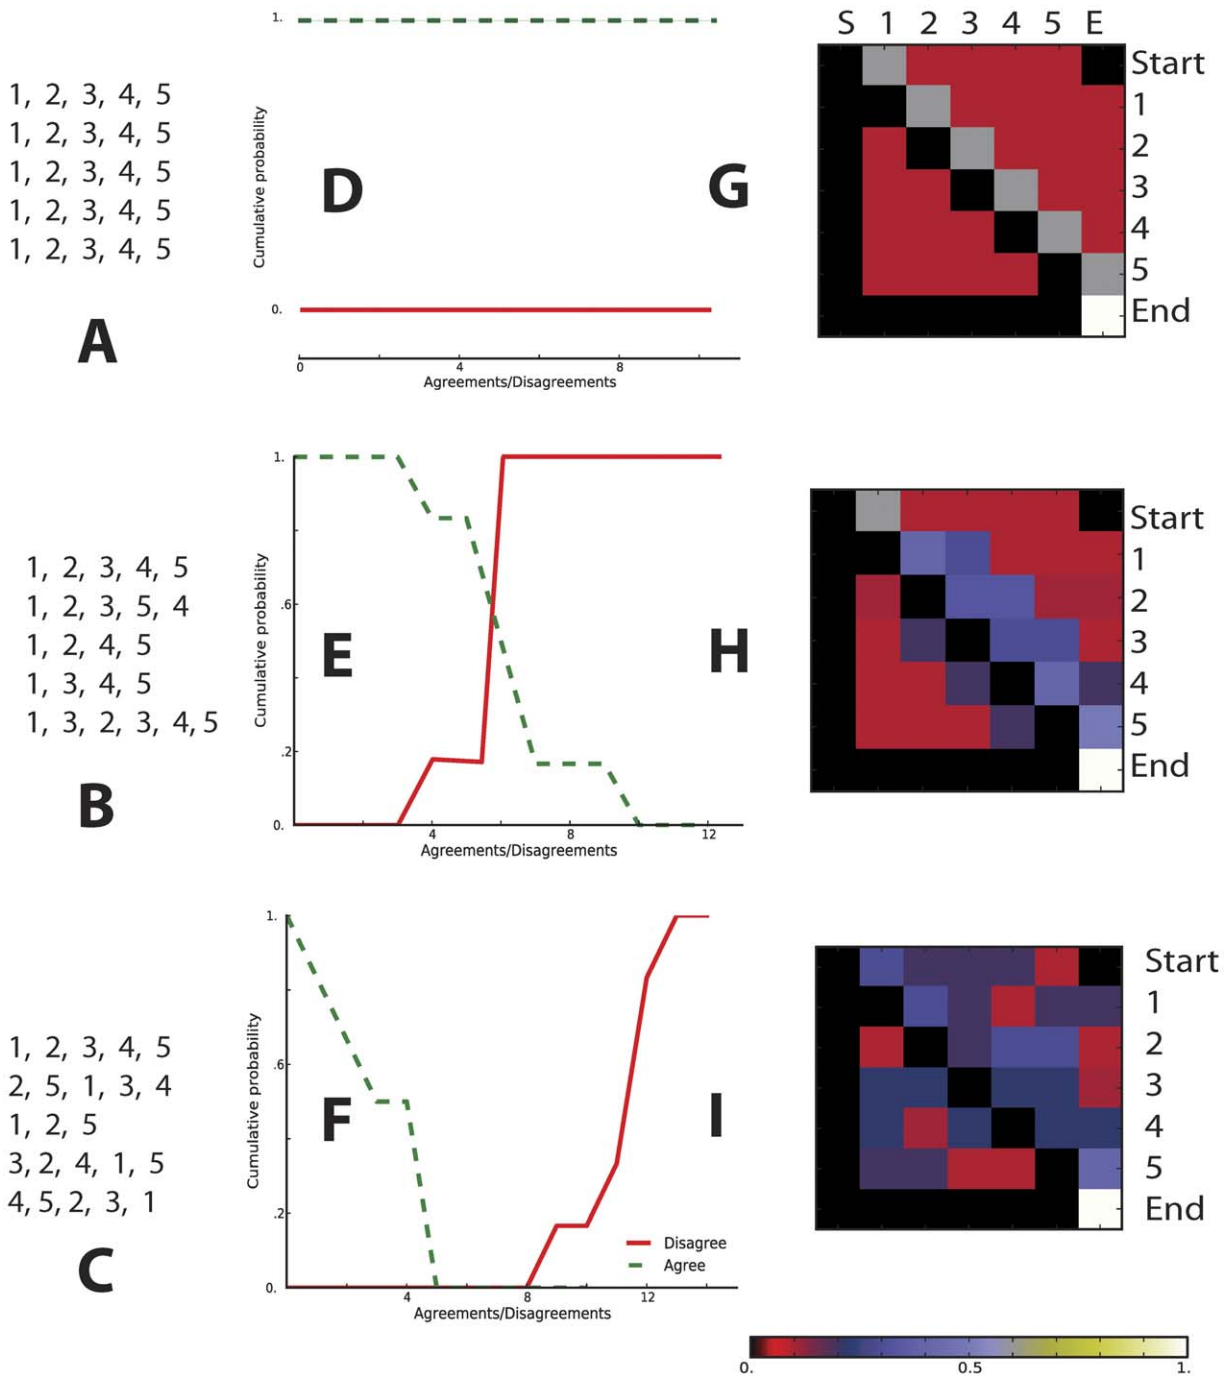 1.
S 1 2 3 4 5 E
Start
1
2
3
4
5
End
1, 2, 3, 4, 5
1, 2, 3, 4, 5
1, 2, 3, 4, 5
1, 2, 3, 4, 5
1, 2, 3, 4, 5
A
Cumulative probability
D
0.
0 4 8
Agreements/Disagreements
G
1.
.6
.2
0.
Cumulative probability
E
4 8 12
Agreements/Disagreements
H
Start
1
2
3
4
5
End
1, 2, 3, 4, 5
1, 2, 3, 5, 4
1, 2, 4, 5
1, 3, 4, 5
1, 3, 2, 3, 4, 5
B
1.
.6
.2
0.
Cumulative probability
F
Disagree
Agree
4 8 12
Agreements/Disagreements
I
Start
1
2
3
4
5
End
1, 2, 3, 4, 5
2, 5, 1, 3, 4
1, 2, 5
3, 2, 4, 1, 5
4, 5, 2, 3, 1
C
0. 0.5 1.